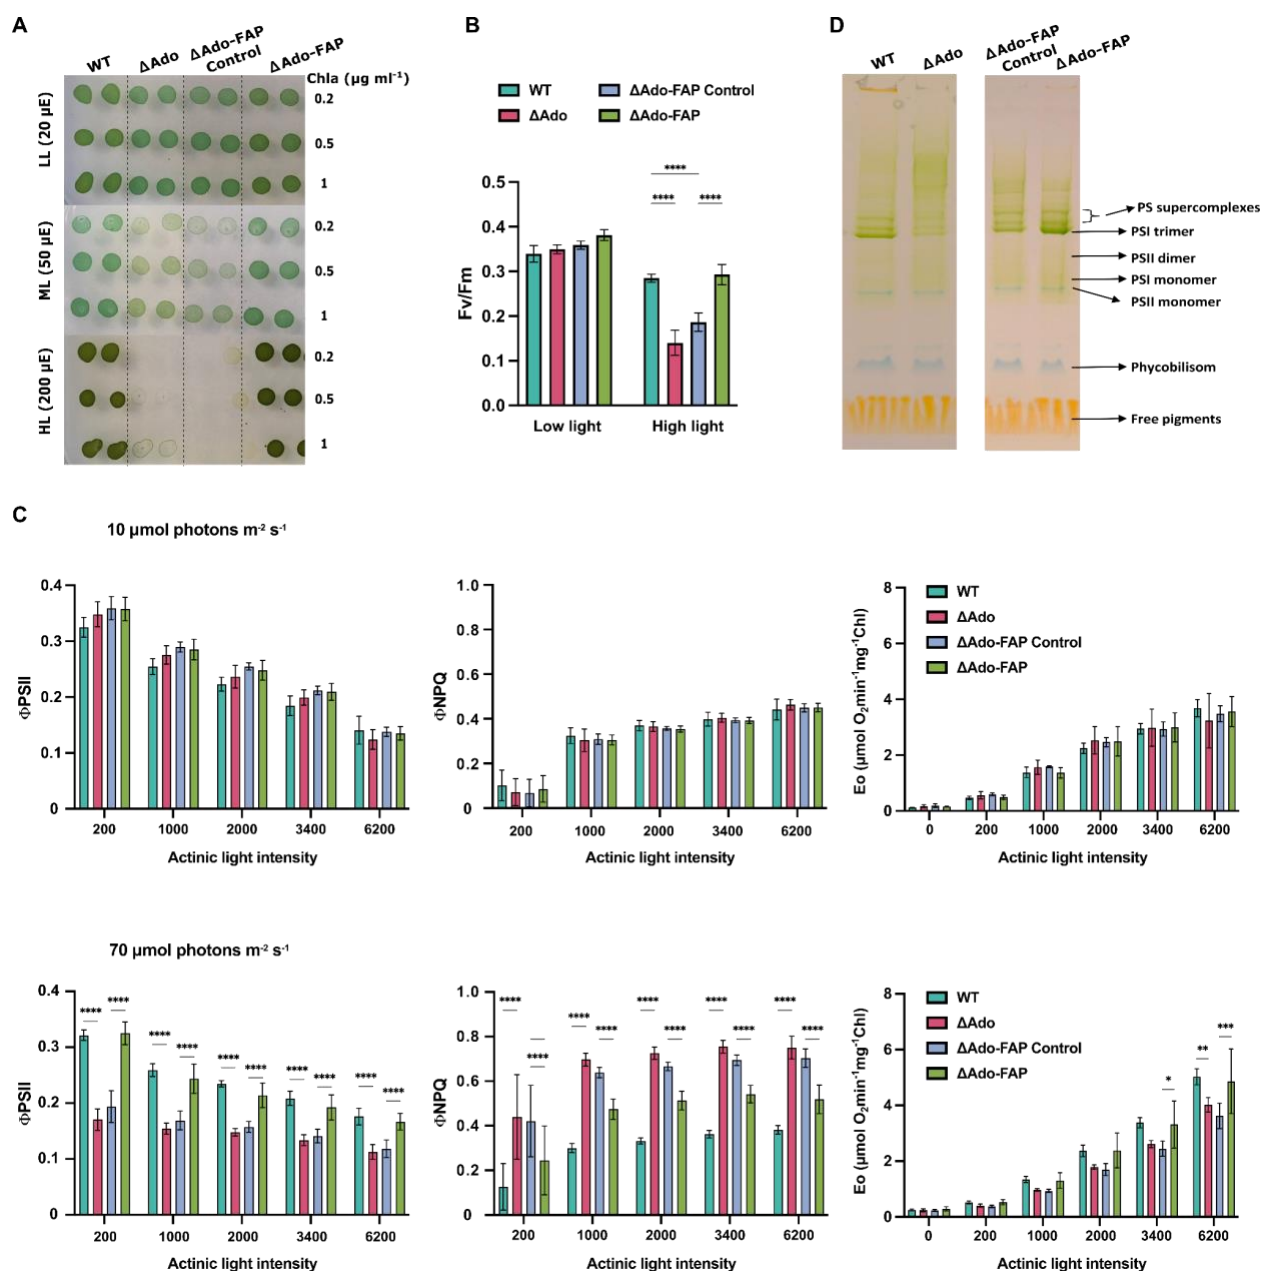 A
WT
ΔAdo
ΔAdo-FAP
Control
ΔAdo-FAP
Chla (µg ml-1)
LL (20 µE)
0.2
0.5
1
ML (50 µE)
0.2
0.5
1
HL (200 µE)
0.2
0.5
1
B
WT
ΔAdo-FAP Control
ΔAdo
ΔAdo-FAP
****
**** ****
Fv/Fm
0.5
0.4
0.3
0.2
0.1
0.0
Low light High light
D
WT
ΔAdo
ΔAdo-FAP
Control
ΔAdo-FAP
PS supercomplexes
PSI trimer
PSII dimer
PSI monomer
PSII monomer
Phycobilisom
Free pigments
C
10 µmol photons m-2 s-1
ΦPSII
0.4
0.3
0.2
0.1
0
200 1000 2000 3400 6200
Actinic light intensity
ΦNPQ
1.0
0.8
0.6
0.4
0.2
0
200 1000 2000 3400 6200
Actinic light intensity
WT
ΔAdo
ΔAdo-FAP Control
ΔAdo-FAP
Eo (µmol O2min-1mg-1Chl)
8
6
4
2
0
0 200 1000 2000 3400 6200
Actinic light intensity
70 µmol photons m-2 s-1
ΦPSII
0.4
0.3
0.2
0.1
0
**** **** **** **** **** **** **** **** **** ****
200 1000 2000 3400 6200
Actinic light intensity
ΦNPQ
1.0
0.8
0.6
0.4
0.2
0
**** **** **** **** **** **** **** **** **** ****
200 1000 2000 3400 6200
Actinic light intensity
WT
ΔAdo
ΔAdo-FAP Control
ΔAdo-FAP
Eo (µmol O2min-1mg-1Chl)
8
6
4
2
0
* ** ***
0 200 1000 2000 3400 6200
Actinic light intensity